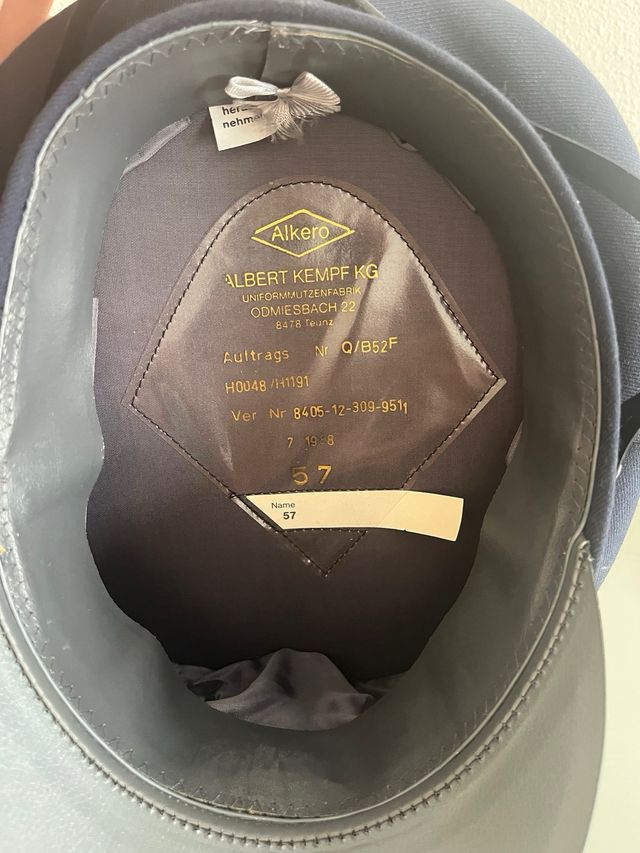 nehme
Alkero
ALBERT KEMPF KG
UNIFORMMÜTZENFABRIK
ODMIESBACH 22
8478 Teunz
Auftrags Nr Q/B52F
H0048/H1191
Ver Nr 8405-12-309-9511
57
Name
57